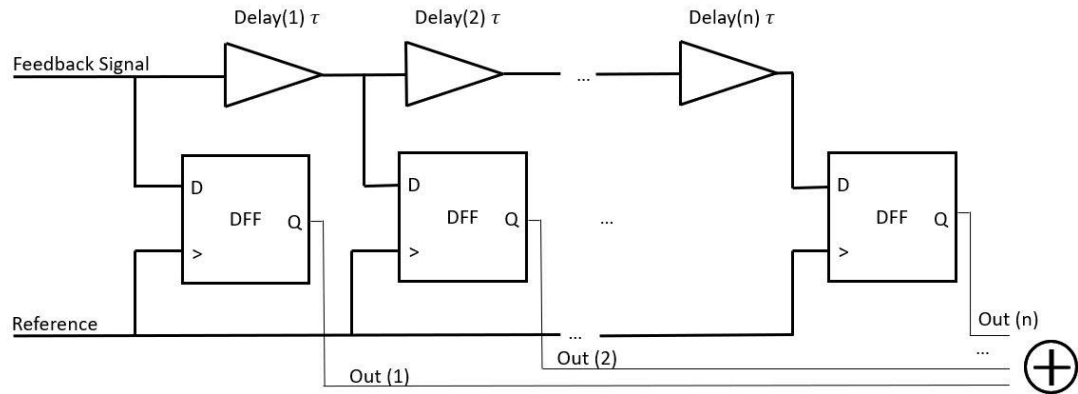 Delay(1) τ Delay(2) τ Delay(n) τ
Feedback Signal
... 
D D D
DFF Q DFF Q ... DFF Q
> > >
Reference
...
Out (n)
...
Out (2)
Out (1)